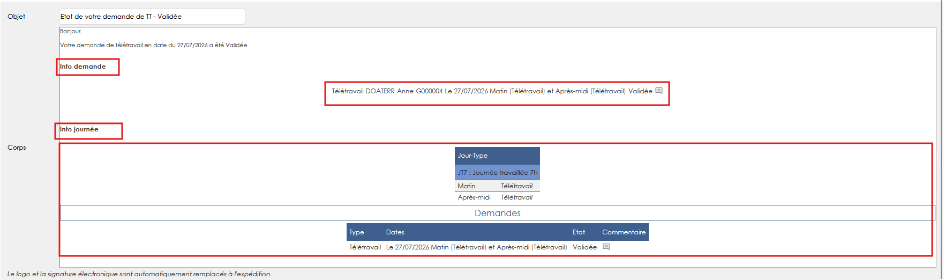 Objet
Etat de votre demande de TT - Validée
Bonjour,
Votre demande de télétravail en date du 27/07/2026 a été Validée
Info demande
Télétravail DOATERR Anne G000004 Le 27/07/2026 Matin (Télétravail) et Après-midi (Télétravail) Validée
Info journée
Corps
Jour-Type
JT7 : Journée travaillée 7h
Matin Télétravail
Après-midi Télétravail
Demandes
Type Dates Etat Commentaire
Télétravail Le 27/07/2026 Matin (Télétravail) et Après-midi (Télétravail) Validée
Le logo et la signature électronique sont automatiquement remplacés à l'expédition